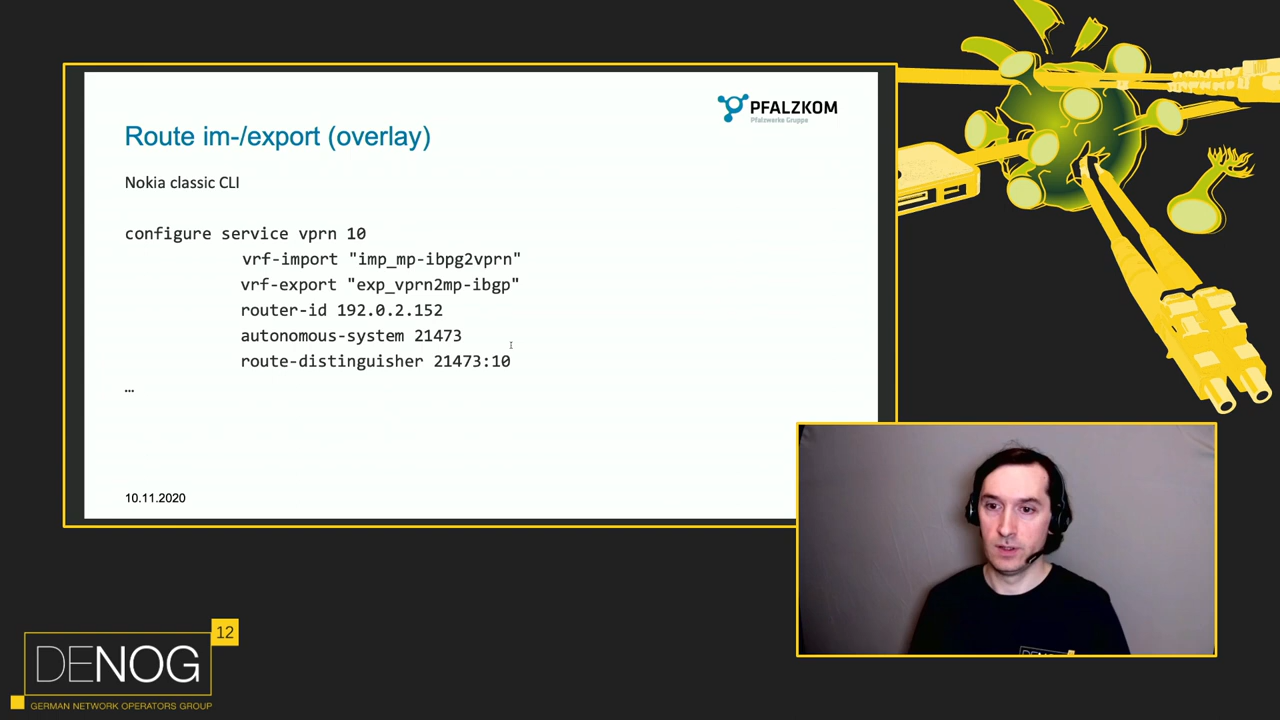 PFALZKOM
Pfalzwerke Gruppe
Route im-/export (overlay)
Nokia classic CLI
configure service vprn 10
vrf-import "imp_mp-ibpg2vprn"
vrf-export "exp_vprn2mp-ibgp"
router-id 192.0.2.152
autonomous-system 21473
route-distinguisher 21473:10
…
10.11.2020
12
DENOG
GERMAN NETWORK OPERATORS GROUP